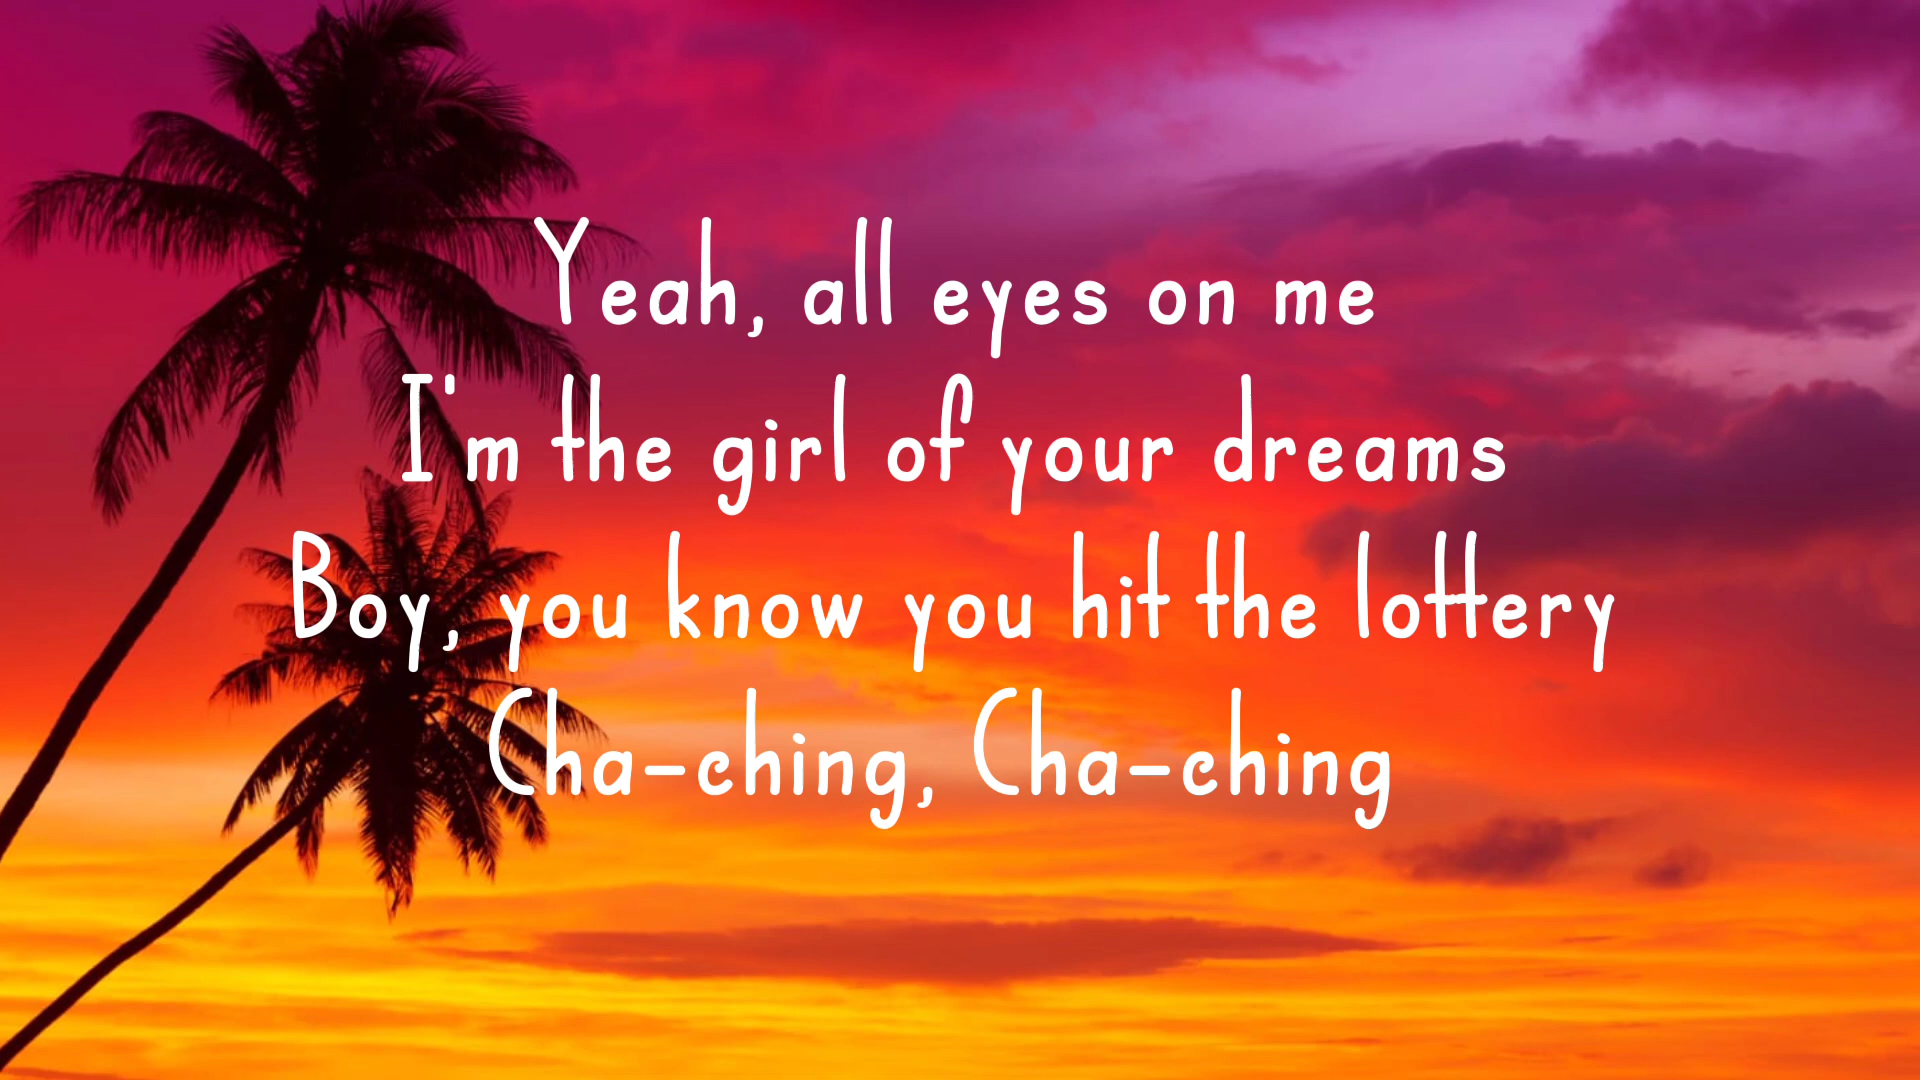 Yeah, all eyes on me
I'm the girl of your dreams
Boy, you know you hit the lottery
Cha-ching, Cha-ching